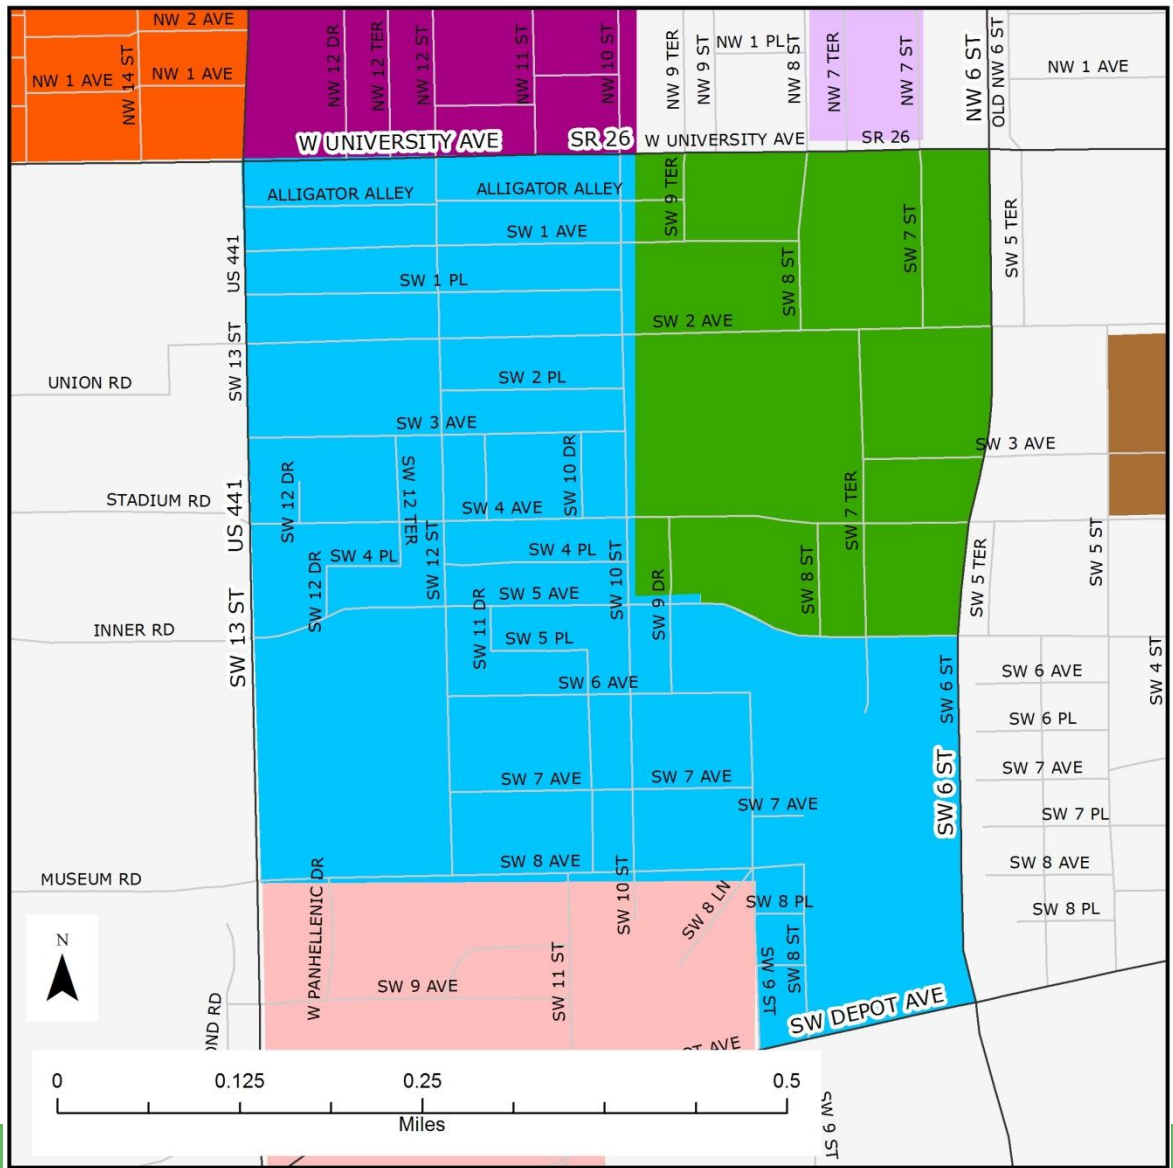 NW 2 AVE
NW 1 AVE
NW 14 ST
NW 1 AVE
NW 12 DR
NW 12 TER
NW 12 ST
NW 11 ST
NW 10 ST
NW 9 TER
NW 9 ST
NW 1 PL
NW 8 ST
NW 7 TER
NW 7 ST
NW 6 ST
OLD NW 6 ST
NW 1 AVE
W UNIVERSITY AVE
SR 26
W UNIVERSITY AVE
SR 26
ALLIGATOR ALLEY
ALLIGATOR ALLEY
SW 9 TER
SW 7 ST
SW 5 TER
US 441
SW 1 AVE
SW 1 PL
SW 8 ST
SW 2 AVE
SW 13 ST
UNION RD
SW 2 PL
SW 3 AVE
SW 3 AVE
SW 12 DR
SW 12 TER
SW 10 DR
STADIUM RD
US 441
SW 4 AVE
SW 7 TER
SW 12 ST
SW 4 PL
SW 4 PL
SW 10 ST
SW 8 ST
SW 5 TER
SW 5 ST
SW 12 DR
SW 5 AVE
SW 9 DR
INNER RD
SW 13 ST
SW 11 DR
SW 5 PL
SW 6 AVE
SW 6 ST
SW 6 AVE
SW 4 ST
SW 6 PL
SW 7 AVE
SW 7 AVE
SW 7 AVE
SW 6 ST
SW 7 AVE
SW 7 PL
MUSEUM RD
SW 8 AVE
SW 8 AVE
W PANHELLENIC DR
SW 10 ST
SW 8 LN
SW 8 PL
SW 8 PL
N
SW 9 AVE
SW 11 ST
SW 9 ST
SW 8 ST
SW DEPOT AVE
OND RD
OT AVE
0
0.125
0.25
0.5
Miles
SW 9 ST